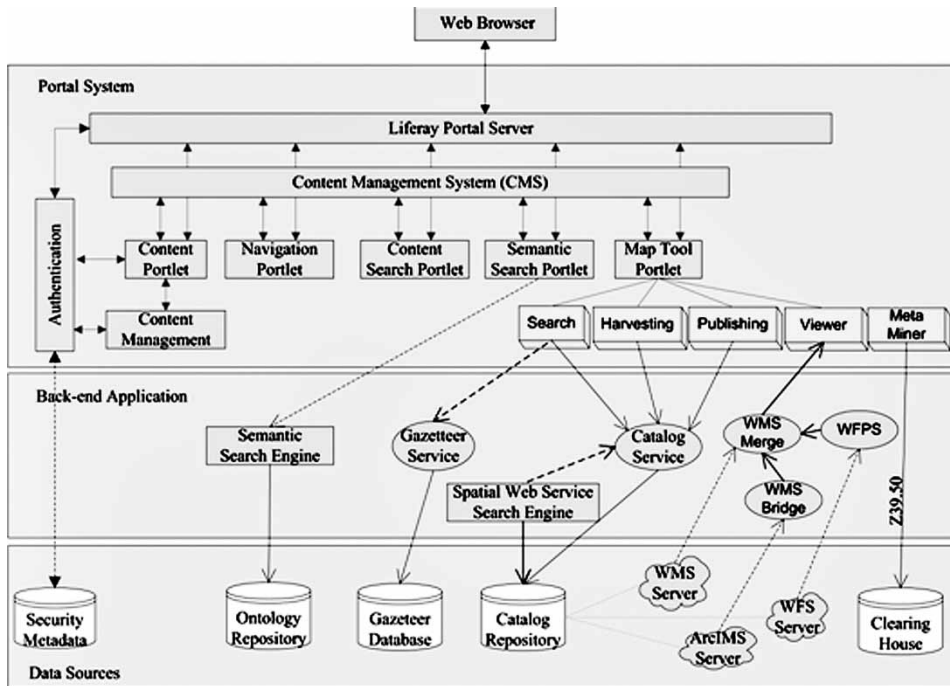 Web Browser
Portal System
Liferay Portal Server
Content Management System (CMS)
Authentication
Content
Portlet
Navigation
Portlet
Content
Search Portlet
Semantic
Search Portlet
Map Tool
Portlet
Content
Management
Search
Harvesting
Publishing
Viewer
Meta
Miner
Back-end Application
Semantic
Search Engine
Gazetteer
Service
Catalog
Service
WMS
Merge
WFPS
Spatial Web Service
Search Engine
WMS
Bridge
Z39.50
Security
Metadata
Ontology
Repository
Gazeteer
Database
Catalog
Repository
WMS
Server
ArcIMS
Server
WFS
Server
Clearing
House
Data Sources